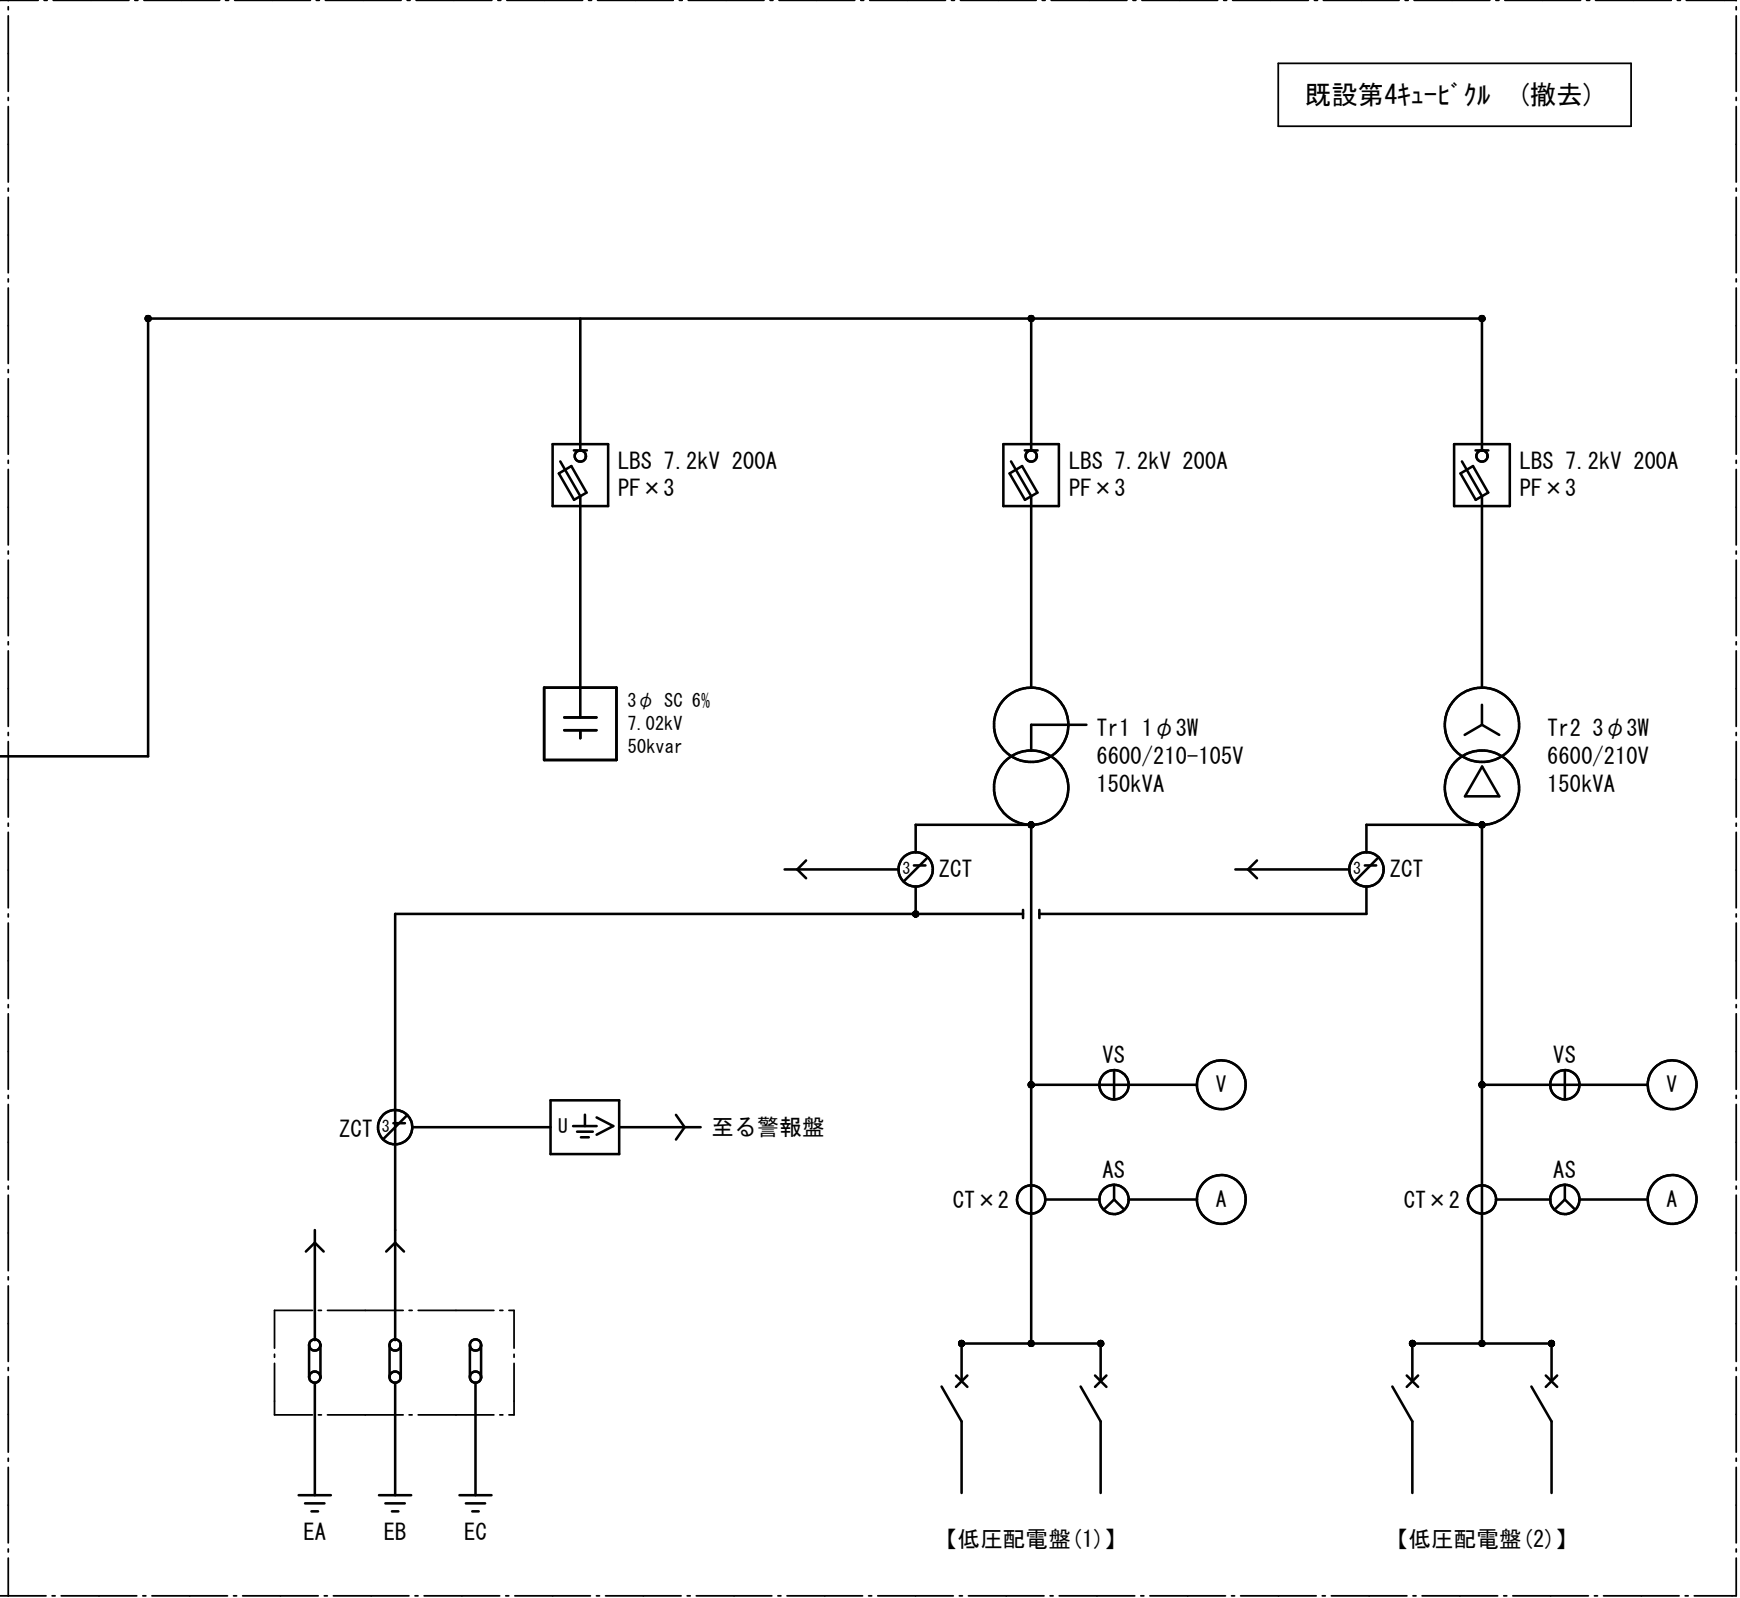 既設第4ｷｭｰﾋﾞｸﾙ （撤去）
LBS 7.2kV 200A
PF×3
LBS 7.2kV 200A
PF×3
LBS 7.2kV 200A
PF×3
3φ SC 6%
7.02kV
50kvar
Tr1 1φ3W
6600/210-105V
150kVA
Tr2 3φ3W
6600/210V
150kVA
3 ZCT
3 ZCT
VS
V
VS
V
ZCT 3
U
至る警報盤
AS
CT×2
A
AS
CT×2
A
EA
EB
EC
【低圧配電盤(1)】
【低圧配電盤(2)】